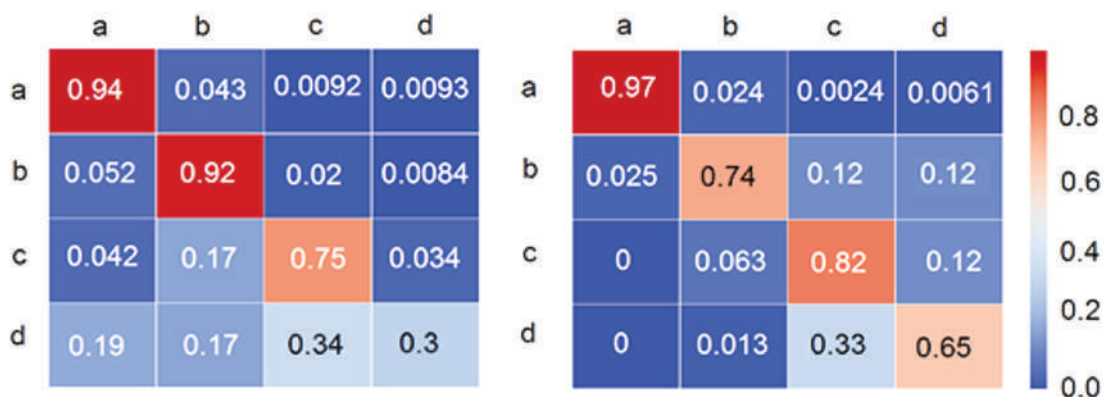 a b c d
a 0.94 0.043 0.0092 0.0093
b 0.052 0.92 0.02 0.0084
c 0.042 0.17 0.75 0.034
d 0.19 0.17 0.34 0.3
a b c d
a 0.97 0.024 0.0024 0.0061
b 0.025 0.74 0.12 0.12
c 0 0.063 0.82 0.12
d 0 0.013 0.33 0.65
0.8
0.6
0.4
0.2
0.0